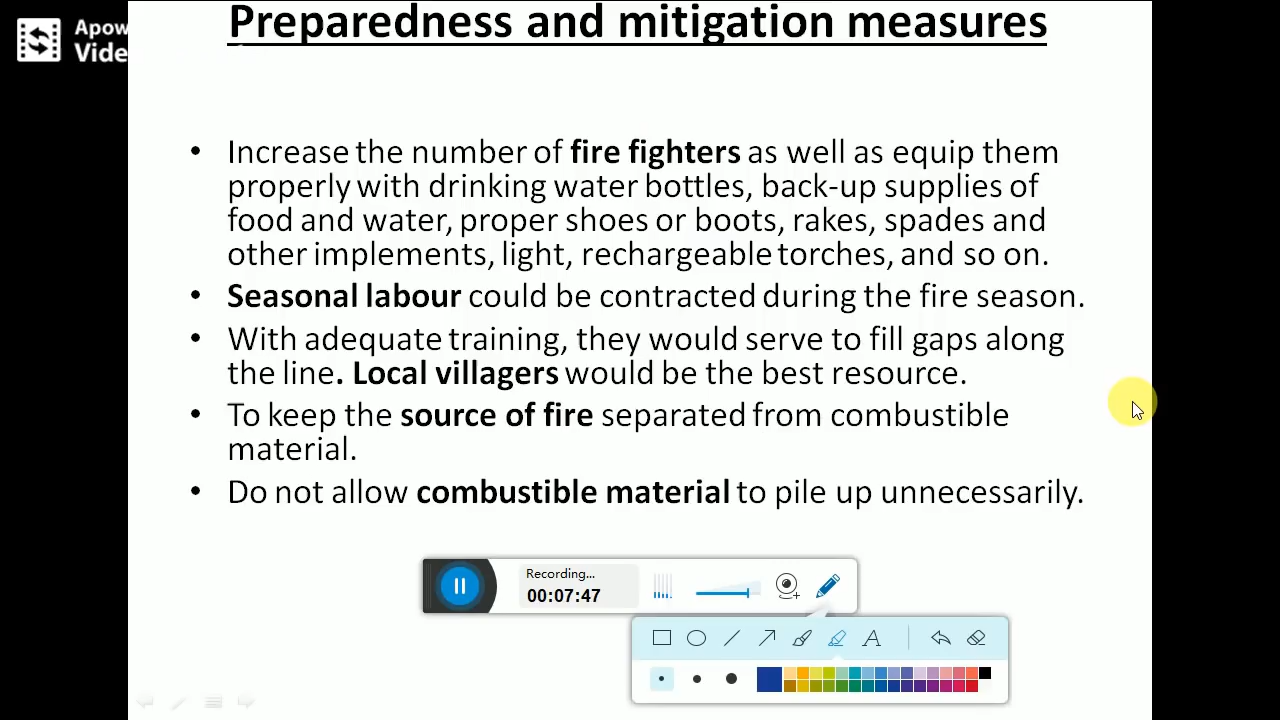 Preparedness and mitigation measures
Apow
Vide
• Increase the number of fire fighters as well as equip them
properly with drinking water bottles, back-up supplies of
food and water, proper shoes or boots, rakes, spades and
other implements, light, rechargeable torches, and so on.
• Seasonal labour could be contracted during the fire season.
• With adequate training, they would serve to fill gaps along
the line. Local villagers would be the best resource.
• To keep the source of fire separated from combustible
material.
• Do not allow combustible material to pile up unnecessarily.
Recording...
00:07:47
A